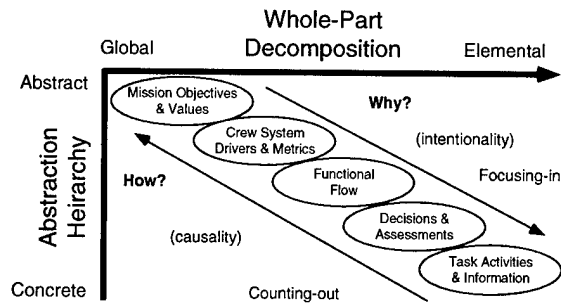 Whole-Part
Decomposition
Global
Elemental
Abstract
Mission Objectives
& Values
Why?
Crew System
Drivers & Metrics
(intentionality)
How?
Functional
Flow
Focusing-in
Abstraction
Heirarchy
(causality)
Decisions &
Assessments
Task Activities
& Information
Concrete
Counting-out